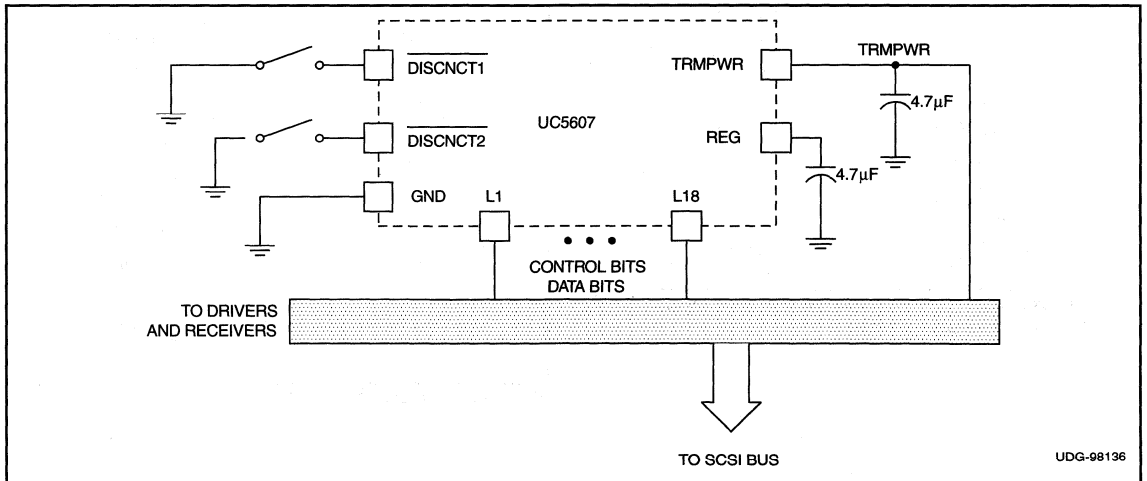 DISCNCT1
TRMPWR
TRMPWR
4.7µF
UC5607
DISCNCT2
REG
4.7µF
GND
L1
L18
CONTROL BITS
DATA BITS
TO DRIVERS
AND RECEIVERS
TO SCSI BUS
UDG-98136